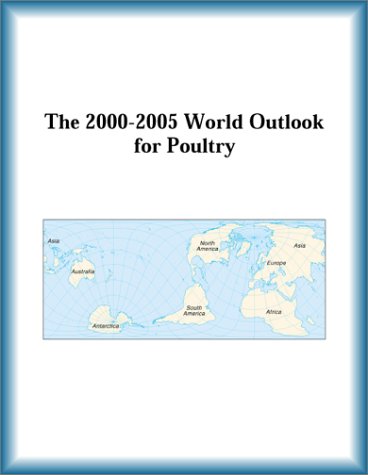 The 2000-2005 World Outlook
for Poultry
Asia
Australia
Antarctica
North
America
South
America
Europe
Asia
Africa